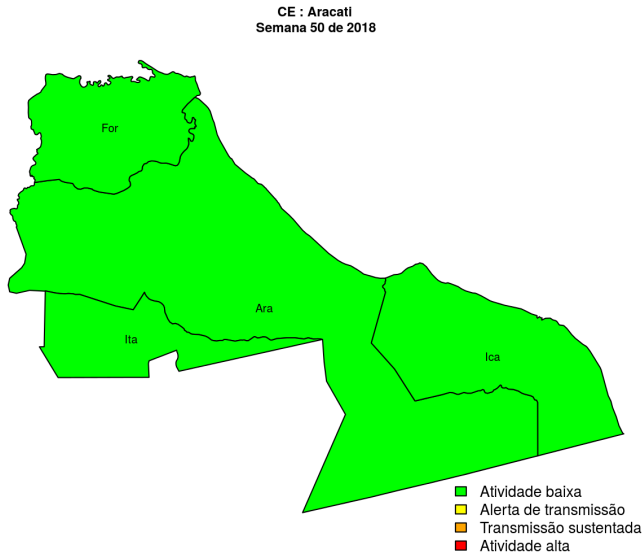 CE : Aracati
Semana 50 de 2018
For
Ara
Ita
Ica
Atividade baixa
Alerta de transmissão
Transmissão sustentada
Atividade alta